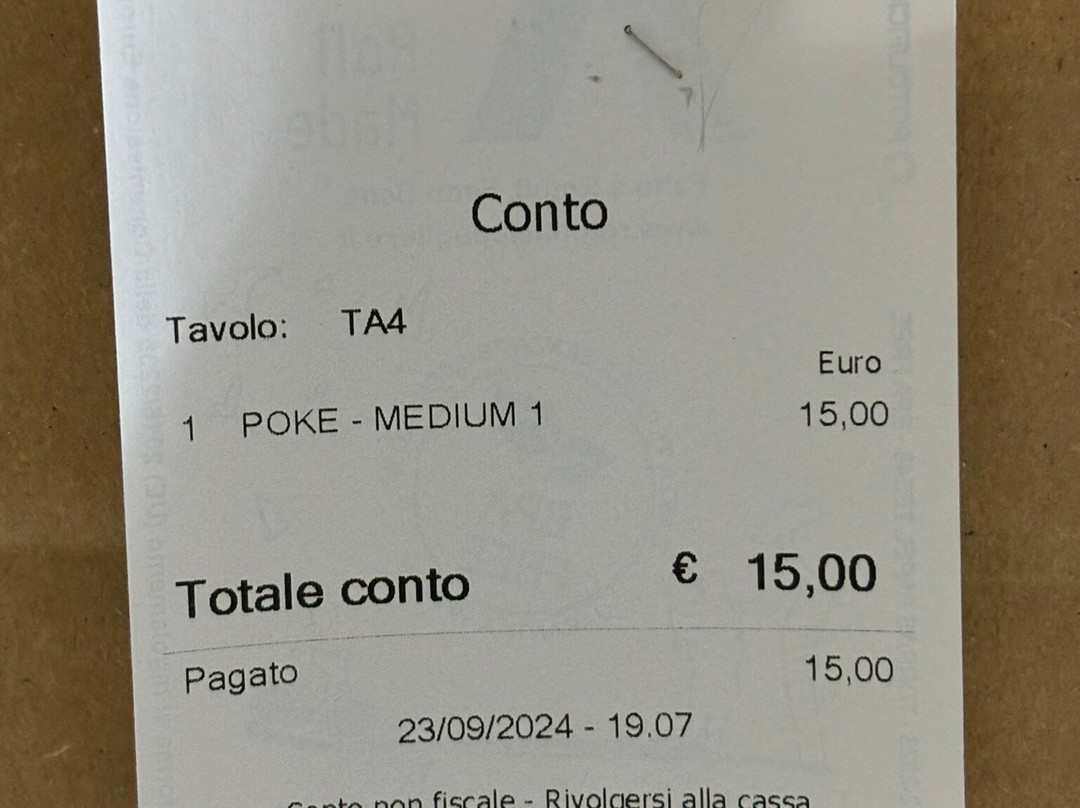 Conto
Tavolo: TA4
Euro
1 POKE - MEDIUM 1 15,00
Totale conto € 15,00
Pagato 15,00
23/09/2024 - 19.07
Conto non fiscale - Rivolgersi alla cassa